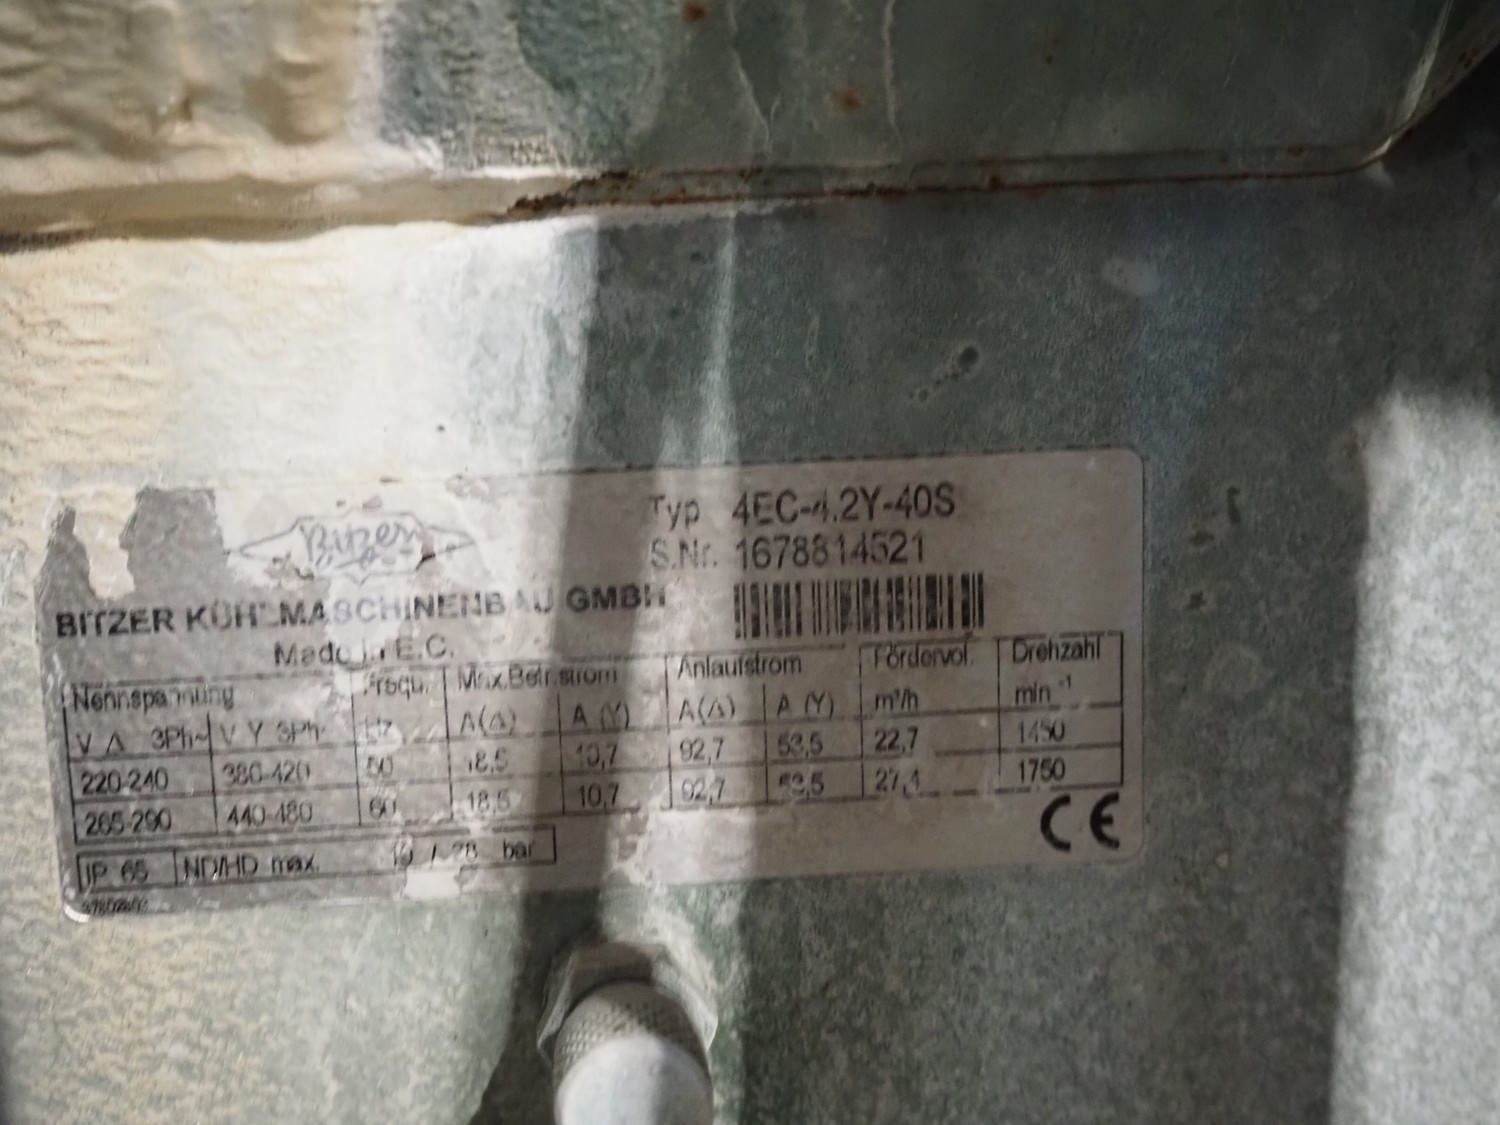 Bitzer
Typ 4EC-4.2Y-40S
S.Nr. 1678814521
BITZER KÜHLMASCHINENBAU GMBH
Made in E.C.
Nennspannung Frequ. Max.Betr.strom Anlaufstrom Fördervol. Drehzahl
V Δ 3Ph~ V Y 3Ph~ Hz A(Δ) A (Y) A(Δ) A (Y) m³/h min⁻¹
220-240 380-420 50 18,5 10,7 92,7 53,5 22,7 1450
265-290 440-480 60 18,5 10,7 92,7 53,5 27,4 1750
IP 65 ND/HD max. 19 / 28 bar
CE